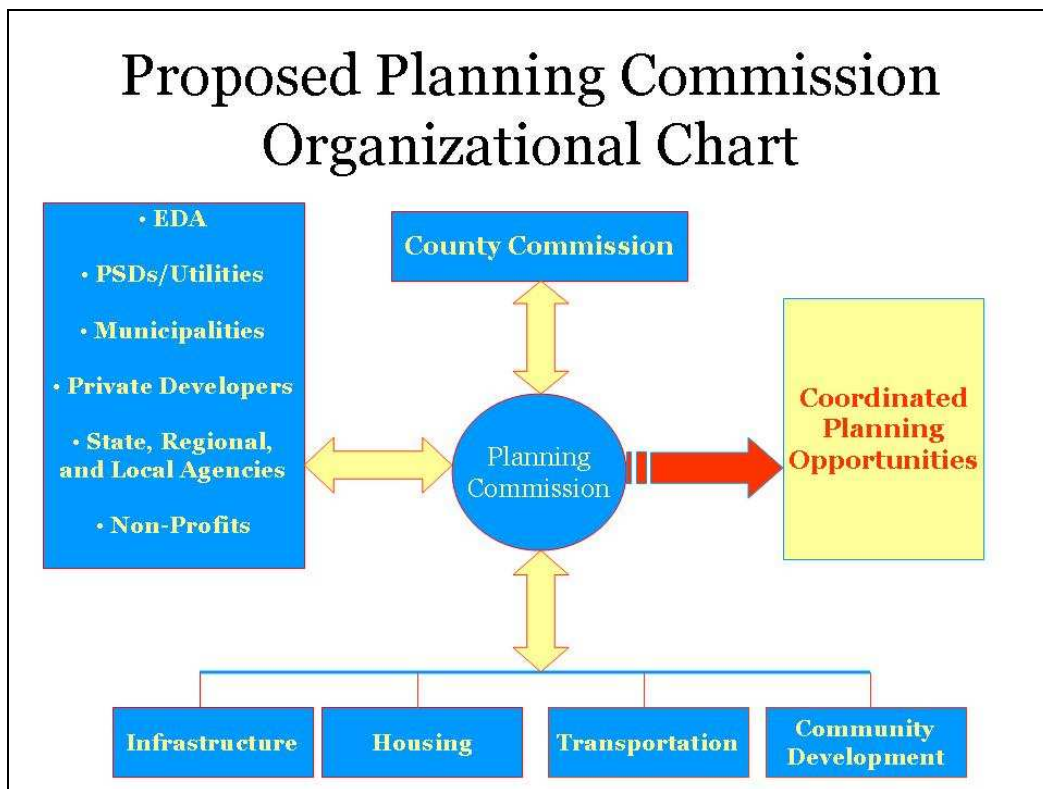 Proposed Planning Commission
Organizational Chart
• EDA
• PSDs/Utilities
• Municipalities
• Private Developers
• State, Regional,
and Local Agencies
• Non-Profits
County Commission
Planning
Commission
Coordinated
Planning
Opportunities
Infrastructure
Housing
Transportation
Community
Development